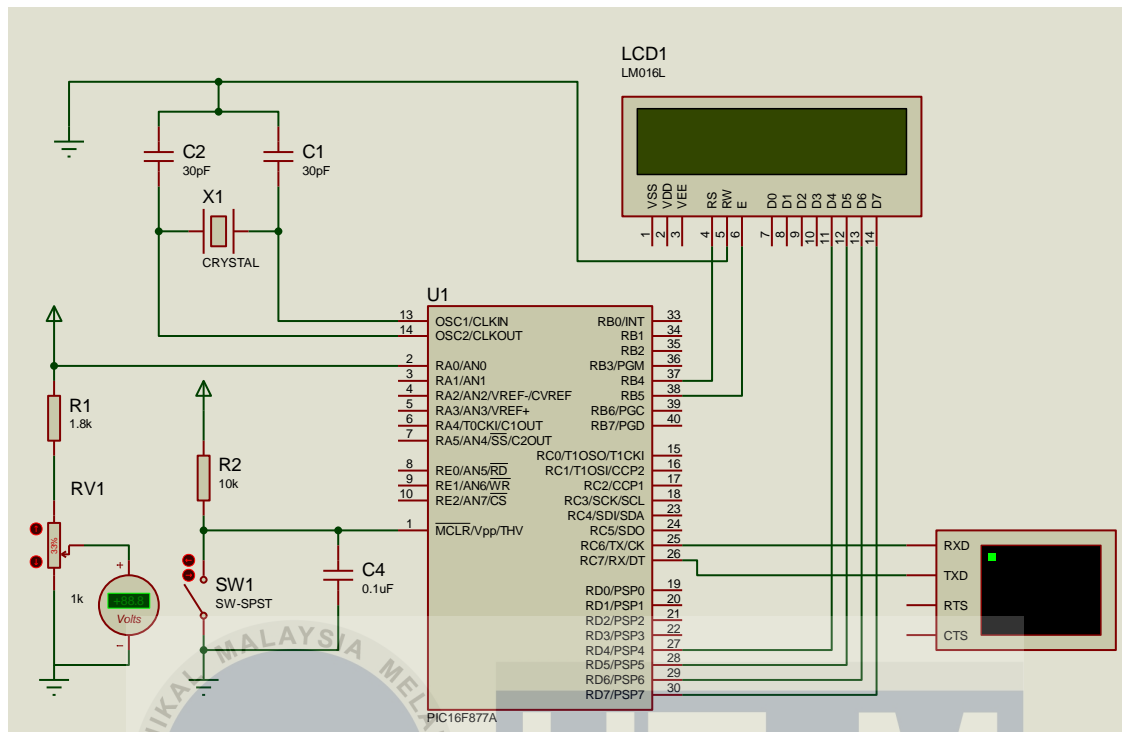 LCD1
LM016L
C2
30pF
C1
30pF
X1
CRYSTAL
VSS
VDD
VEE
RS
RW
E
D0
D1
D2
D3
D4
D5
D6
D7
1
2
3
4
5
6
7
8
9
10
11
12
13
14
U1
13 OSC1/CLKIN
14 OSC2/CLKOUT
2 RA0/AN0
3 RA1/AN1
4 RA2/AN2/VREF-/CVREF
5 RA3/AN3/VREF+
6 RA4/T0CKI/C1OUT
7 RA5/AN4/SS/C2OUT
8 RE0/AN5/RD
9 RE1/AN6/WR
10 RE2/AN7/CS
1 MCLR/Vpp/THV
RB0/INT 33
RB1 34
RB2 35
RB3/PGM 36
RB4 37
RB5 38
RB6/PGC 39
RB7/PGD 40
RC0/T1OSO/T1CKI 15
RC1/T1OSI/CCP2 16
RC2/CCP1 17
RC3/SCK/SCL 18
RC4/SDI/SDA 23
RC5/SDO 24
RC6/TX/CK 25
RC7/RX/DT 26
RD0/PSP0 19
RD1/PSP1 20
RD2/PSP2 21
RD3/PSP3 22
RD4/PSP4 27
RD5/PSP5 28
RD6/PSP6 29
RD7/PSP7 30
PIC16F877A
R1
1.8k
RV1
33%
1k
+
+88.8
Volts
−
R2
10k
SW1
SW-SPST
C4
0.1uF
RXD
TXD
RTS
CTS
MALAYSIA